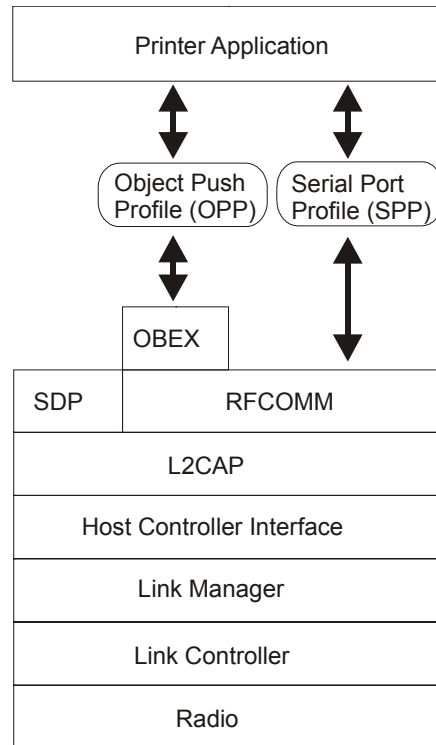 Printer Application
Object Push
Profile (OPP)
Serial Port
Profile (SPP)
OBEX
SDP
RFCOMM
L2CAP
Host Controller Interface
Link Manager
Link Controller
Radio